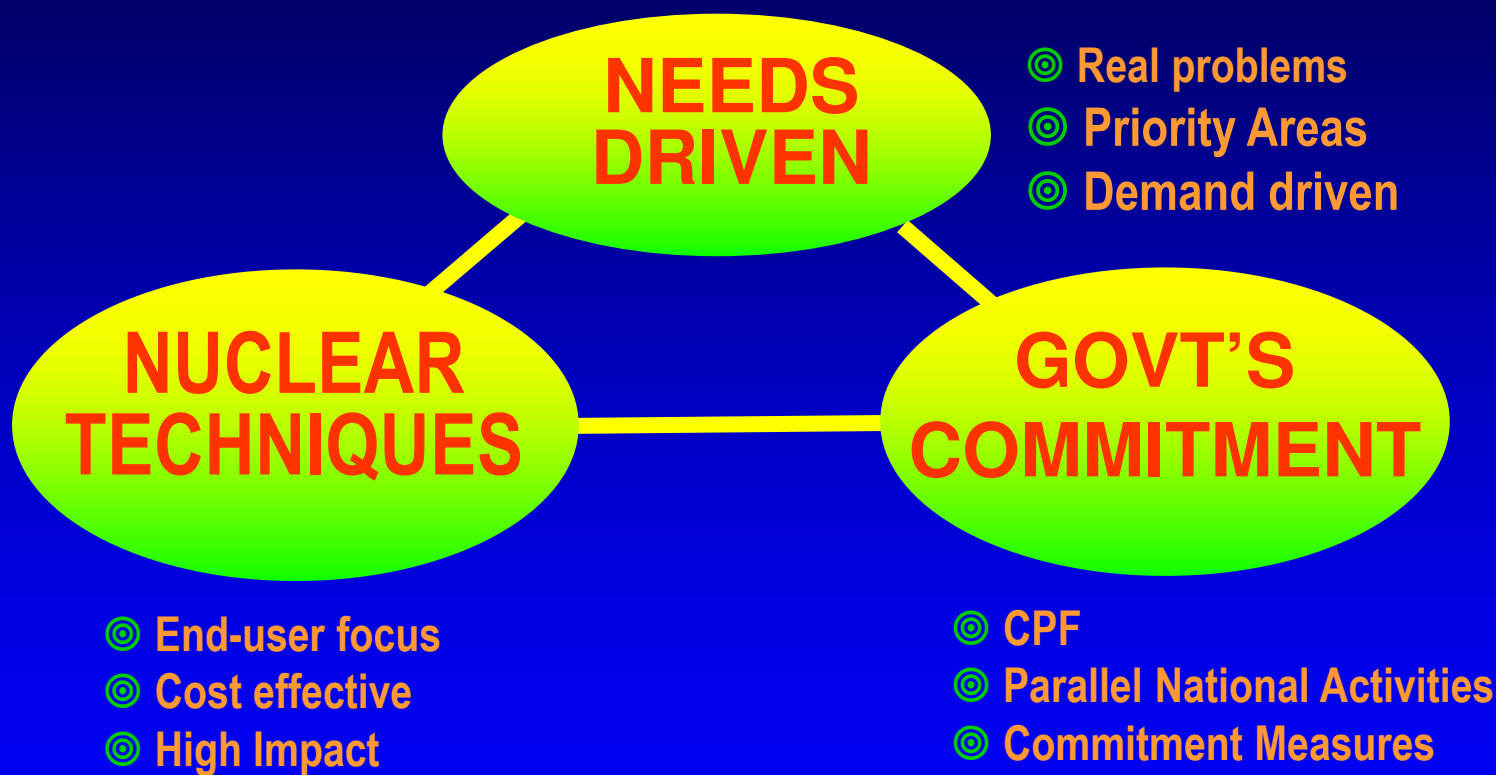 NEEDS
DRIVEN
Real problems
Priority Areas
Demand driven
NUCLEAR
TECHNIQUES
GOVT’S
COMMITMENT
End-user focus
Cost effective
High Impact
CPF
Parallel National Activities
Commitment Measures